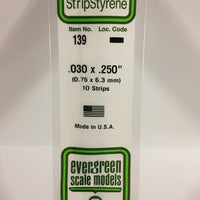 StripStyrene
Item No. Loc. Code
139
.030 x .250"
(0.75 x 6.3 mm)
10 Strips
Made in U.S.A.
evergreen
scale models